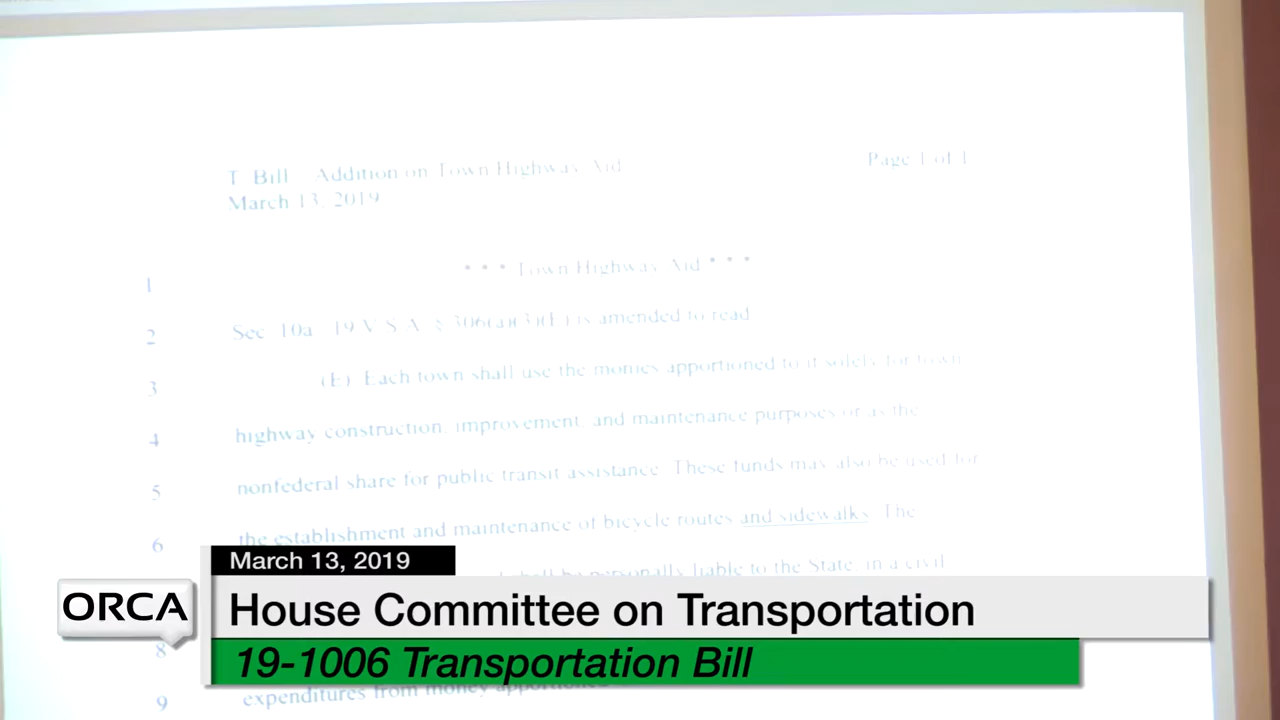 T Bill Addition on Town Highway Aid
Page 1 of 1
March 13, 2019
1 * * * Town Highway Aid * * *
2 Sec 10a 19 V S A § 306(a)(3)(E) is amended to read
3 (E) Each town shall use the monies apportioned to it solely for town
4 highway construction, improvement, and maintenance purposes or as the
5 nonfederal share for public transit assistance. These funds may also be used for
6 the establishment and maintenance of bicycle routes and sidewalks. The
shall be personally liable to the State, in a civil
8
9 expenditures from money apportioned
March 13, 2019
ORCA
House Committee on Transportation
19-1006 Transportation Bill